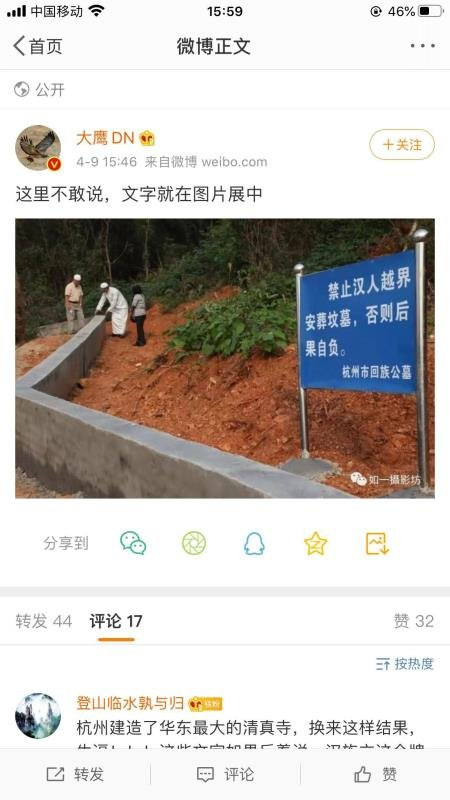 中国移动 15:59 46%
首页 微博正文
公开
大鹰 DN
+关注
4-9 15:46 来自微博 weibo.com
这里不敢说，文字就在图片展中
禁止汉人越界
安葬坟墓，否则后
果自负。
杭州市回族公墓
如一攝影坊
分享到
转发 44 评论 17 赞 32
按热度
登山临水孰与归 铁粉
杭州建造了华东最大的清真寺，换来这样结果，
转发 评论 赞